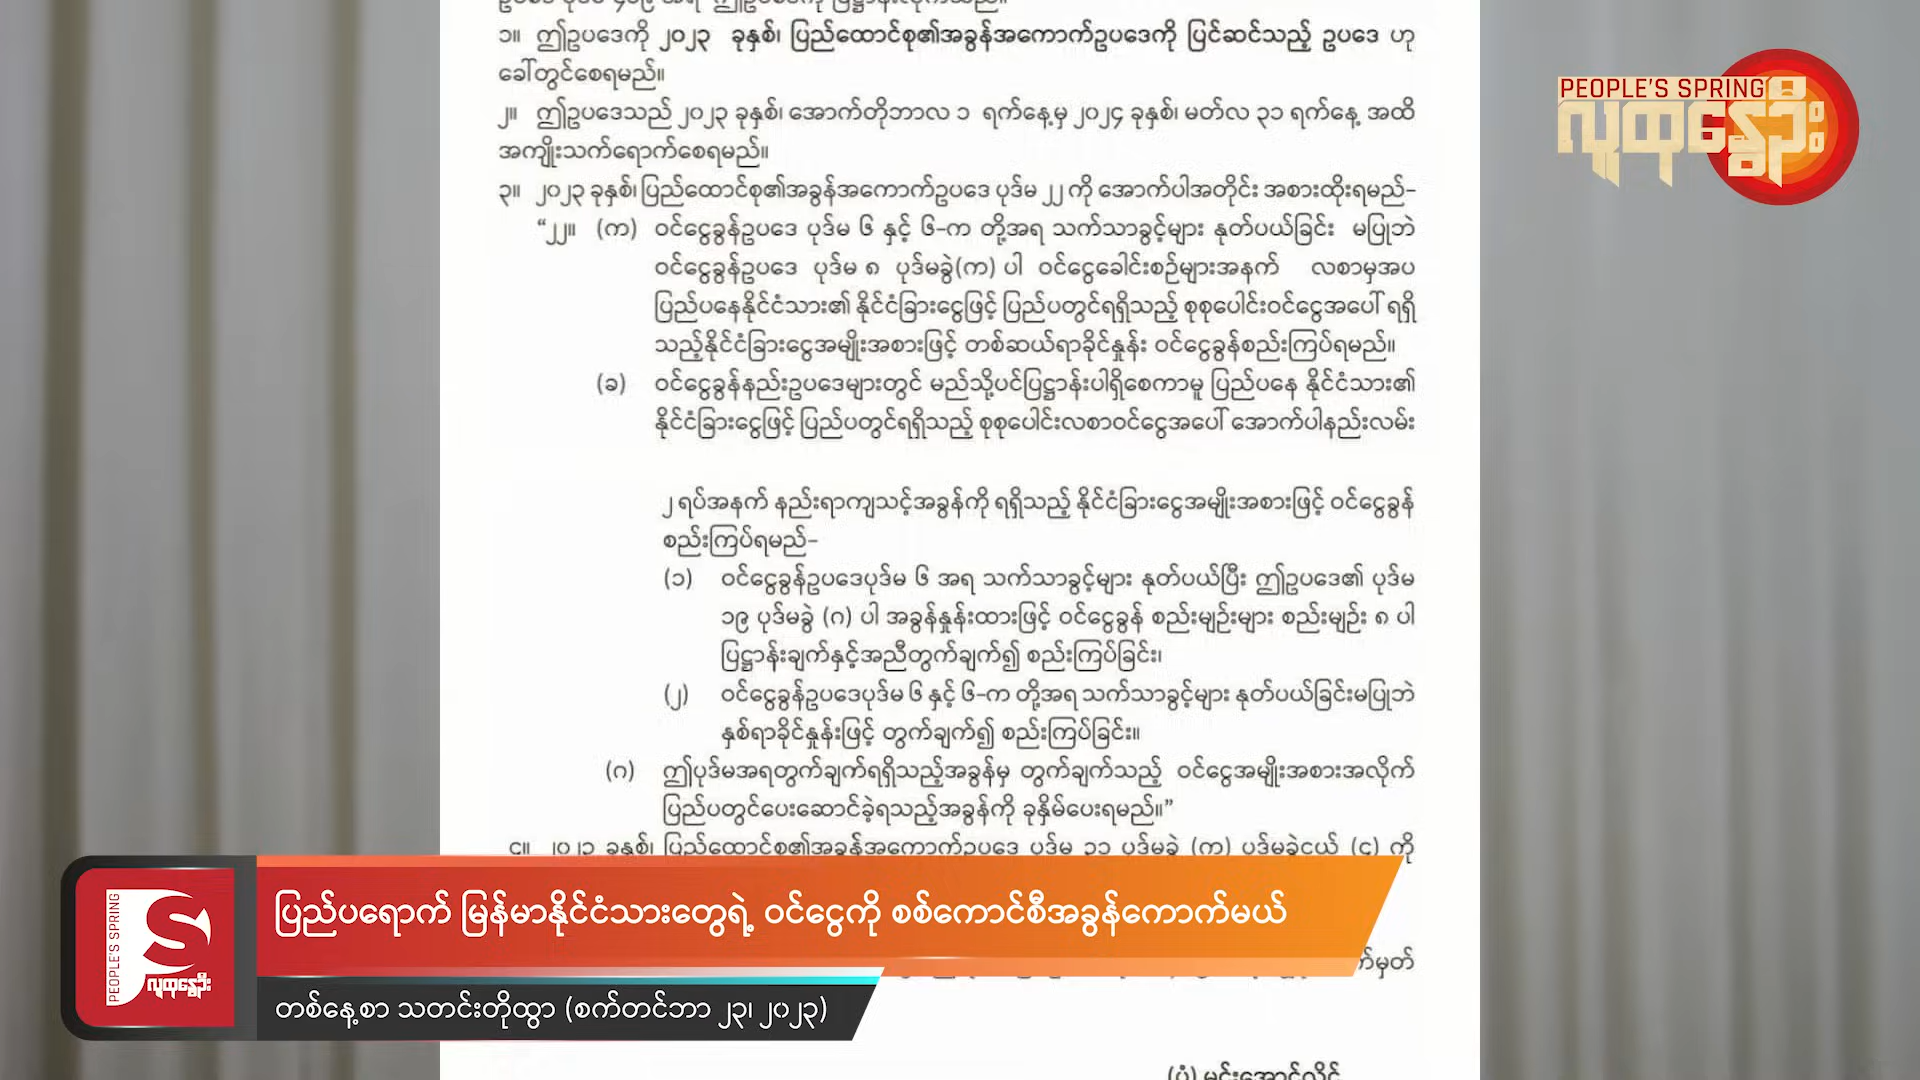 ၁။ ဤဥပဒေကို ၂၀၂၃ ခုနှစ်၊ ပြည်ထောင်စု၏အခွန်အကောက်ဥပဒေကို ပြင်ဆင်သည့် ဥပဒေ ဟု
ခေါ်တွင်စေရမည်။
၂။ ဤဥပဒေသည် ၂၀၂၃ ခုနှစ်၊ အောက်တိုဘာလ ၁ ရက်နေ့မှ ၂၀၂၄ ခုနှစ်၊ မတ်လ ၃၁ ရက်နေ့ အထိ
အကျိုးသက်ရောက်စေရမည်။
၃။ ၂၀၂၃ ခုနှစ်၊ ပြည်ထောင်စု၏အခွန်အကောက်ဥပဒေ ပုဒ်မ ၂၂ ကို အောက်ပါအတိုင်း အစားထိုးရမည်-
“၂၂။ (က) ဝင်ငွေခွန်ဥပဒေ ပုဒ်မ ၆ နှင့် ၆-က တို့အရ သက်သာခွင့်များ နုတ်ပယ်ခြင်း မပြုဘဲ
ဝင်ငွေခွန်ဥပဒေ ပုဒ်မ ၈ ပုဒ်မခွဲ(က) ပါ ဝင်ငွေခေါင်းစဉ်များအနက် လစာမှအပ
ပြည်ပနေနိုင်ငံသား၏ နိုင်ငံခြားငွေဖြင့် ပြည်ပတွင်ရရှိသည့် စုစုပေါင်းဝင်ငွေအပေါ် ရရှိ
သည့်နိုင်ငံခြားငွေအမျိုးအစားဖြင့် တစ်ဆယ်ရာခိုင်နှုန်း ဝင်ငွေခွန်စည်းကြပ်ရမည်။
(ခ) ဝင်ငွေခွန်နည်းဥပဒေများတွင် မည်သို့ပင်ပြဋ္ဌာန်းပါရှိစေကာမူ ပြည်ပနေ နိုင်ငံသား၏
နိုင်ငံခြားငွေဖြင့် ပြည်ပတွင်ရရှိသည့် စုစုပေါင်းလစာဝင်ငွေအပေါ် အောက်ပါနည်းလမ်း
၂ ရပ်အနက် နည်းရာကျသင့်အခွန်ကို ရရှိသည့် နိုင်ငံခြားငွေအမျိုးအစားဖြင့် ဝင်ငွေခွန်
စည်းကြပ်ရမည်-
(၁) ဝင်ငွေခွန်ဥပဒေပုဒ်မ ၆ အရ သက်သာခွင့်များ နုတ်ပယ်ပြီး ဤဥပဒေ၏ ပုဒ်မ
၁၉ ပုဒ်မခွဲ (ဂ) ပါ အခွန်နှုန်းထားဖြင့် ဝင်ငွေခွန် စည်းမျဉ်းများ စည်းမျဉ်း ၈ ပါ
ပြဋ္ဌာန်းချက်နှင့်အညီတွက်ချက်၍ စည်းကြပ်ခြင်း၊
(၂) ဝင်ငွေခွန်ဥပဒေပုဒ်မ ၆ နှင့် ၆-က တို့အရ သက်သာခွင့်များ နုတ်ပယ်ခြင်းမပြုဘဲ
နှစ်ရာခိုင်နှုန်းဖြင့် တွက်ချက်၍ စည်းကြပ်ခြင်း။
(ဂ) ဤပုဒ်မအရတွက်ချက်ရရှိသည့်အခွန်မှ တွက်ချက်သည့် ဝင်ငွေအမျိုးအစားအလိုက်
ပြည်ပတွင်ပေးဆောင်ခဲ့ရသည့်အခွန်ကို ခုနှိမ်ပေးရမည်။”
PEOPLE'S SPRING
လူထုနွေဦး
ပြည်ပရောက် မြန်မာနိုင်ငံသားတွေရဲ့ ဝင်ငွေကို စစ်ကောင်စီအခွန်ကောက်မယ်
တစ်နေ့စာ သတင်းတိုထွာ (စက်တင်ဘာ ၂၃၊ ၂၀၂၃)
PEOPLE'S SPRING
S
လူထုနွေဦး